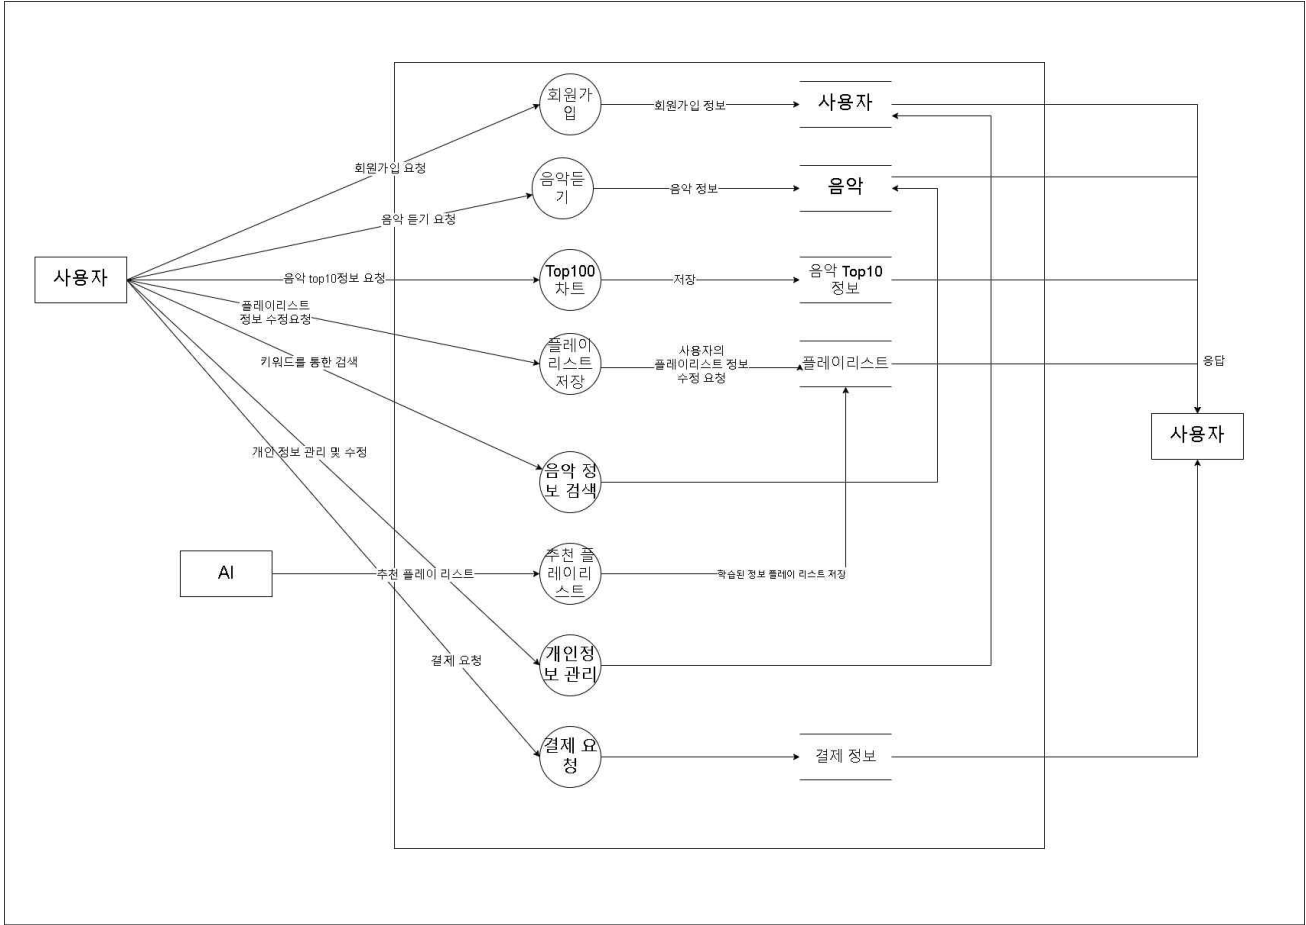 회원가
입
회원가입 정보
사용자
회원가입 요청
음악듣
기
음악 정보
음악
음악 듣기 요청
사용자
음악 top10정보 요청
Top100
차트
저장
음악 Top10
정보
플레이리스트
정보 수정요청
플레이
리스트
저장
사용자의
플레이리스트 정보
수정 요청
플레이리스트
응답
키워드를 통한 검색
사용자
개인 정보 관리 및 수정
음악 정
보 검색
AI
추천 플레이 리스트
추천 플
레이리
스트
학습된 정보 플레이 리스트 저장
결제 요청
개인정
보 관리
결제 요
청
결제 정보